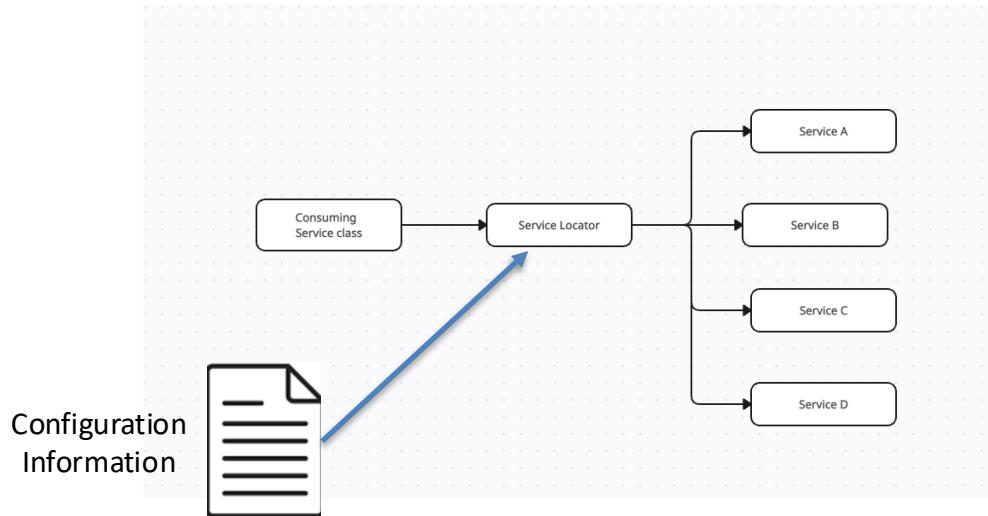 Service A
Consuming
Service class
Service Locator
Service B
Service C
Service D
Configuration
Information